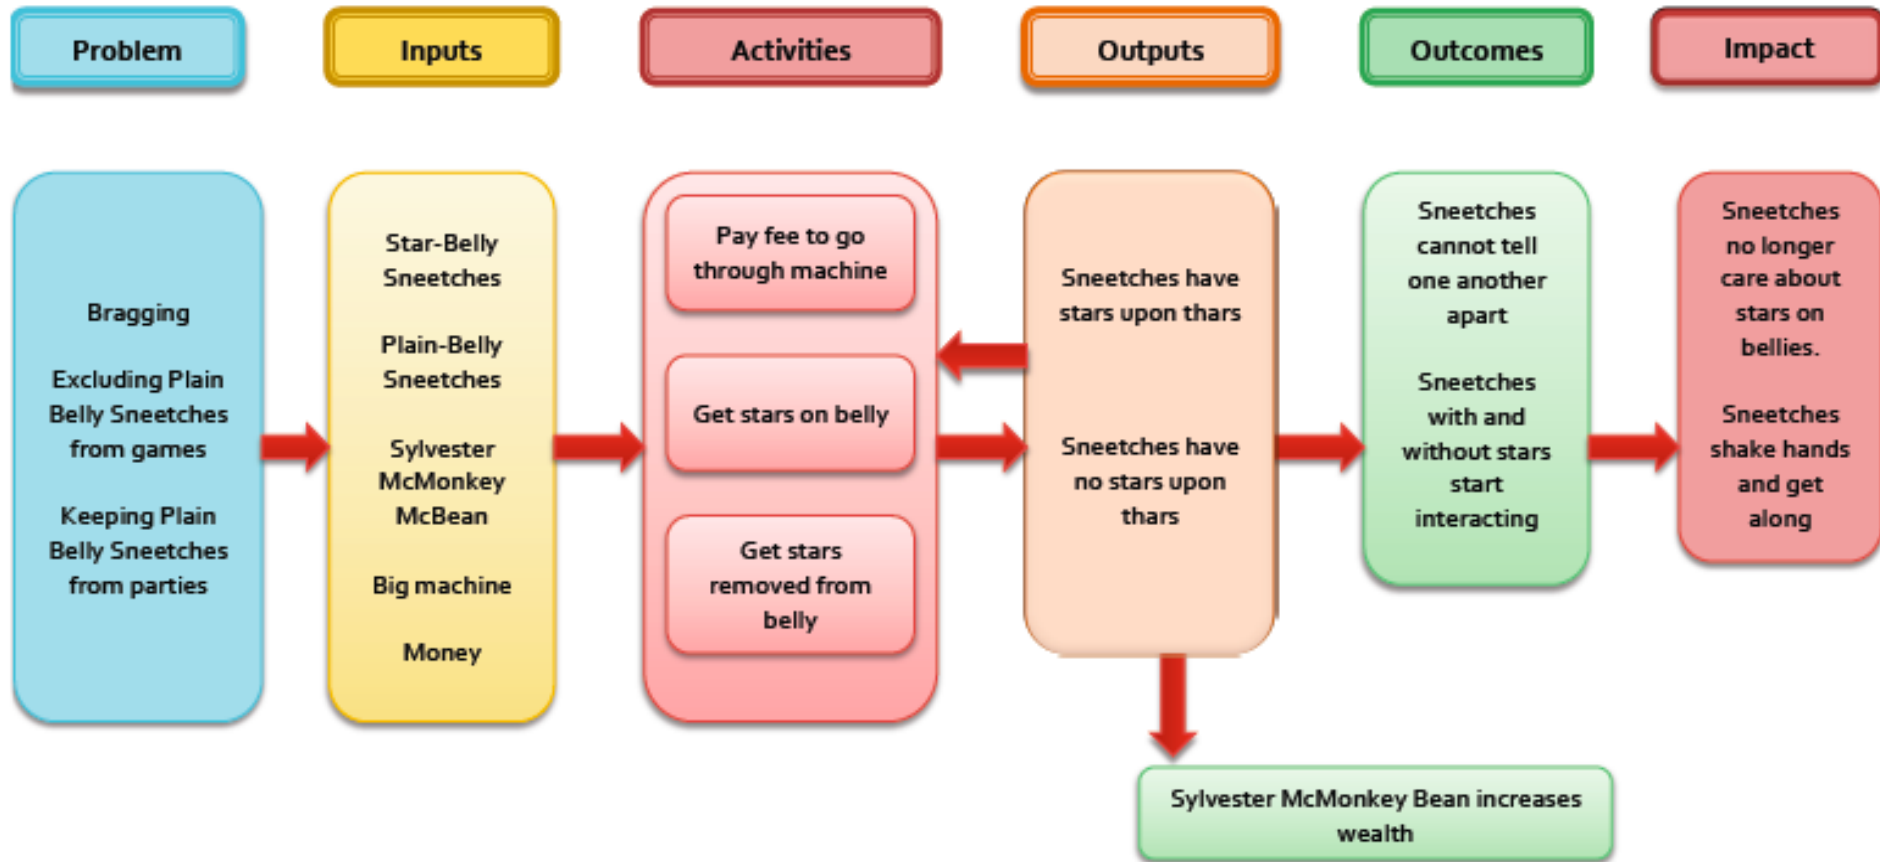 Problem
Inputs
Activities
Outputs
Outcomes
Impact
Bragging
Excluding Plain
Belly Sneetches
from games
Keeping Plain
Belly Sneetches
from parties
Star-Belly
Sneetches
Plain-Belly
Sneetches
Sylvester
McMonkey
McBean
Big machine
Money
Pay fee to go
through machine
Get stars on belly
Get stars
removed from
belly
Sneetches have
stars upon thars
Sneetches have
no stars upon
thars
Sneetches
cannot tell
one another
apart
Sneetches
with and
without stars
start
interacting
Sneetches
no longer
care about
stars on
bellies.
Sneetches
shake hands
and get
along
Sylvester McMonkey Bean increases
wealth